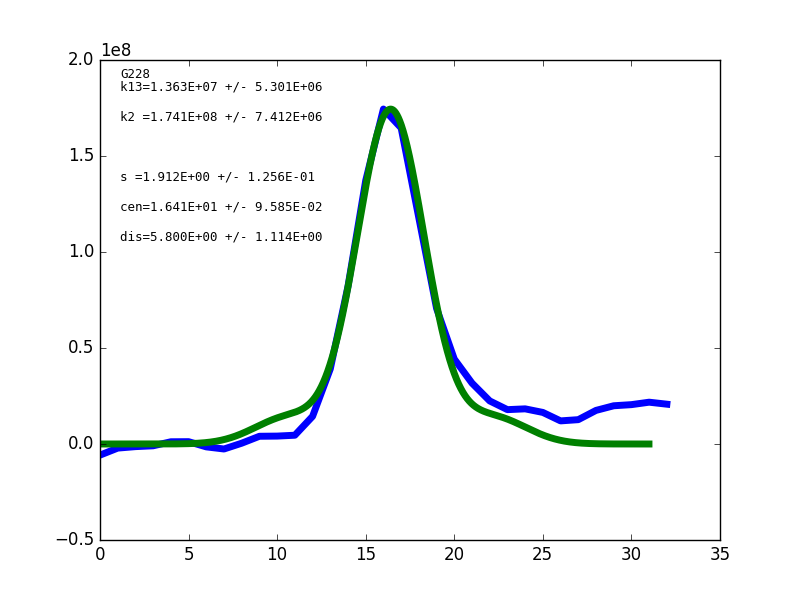 1e8
2.0
1.5
1.0
0.5
0.0
−0.5
G228
k13=1.363E+07 +/- 5.301E+06
k2 =1.741E+08 +/- 7.412E+06
s =1.912E+00 +/- 1.256E-01
cen=1.641E+01 +/- 9.585E-02
dis=5.800E+00 +/- 1.114E+00
0 5 10 15 20 25 30 35